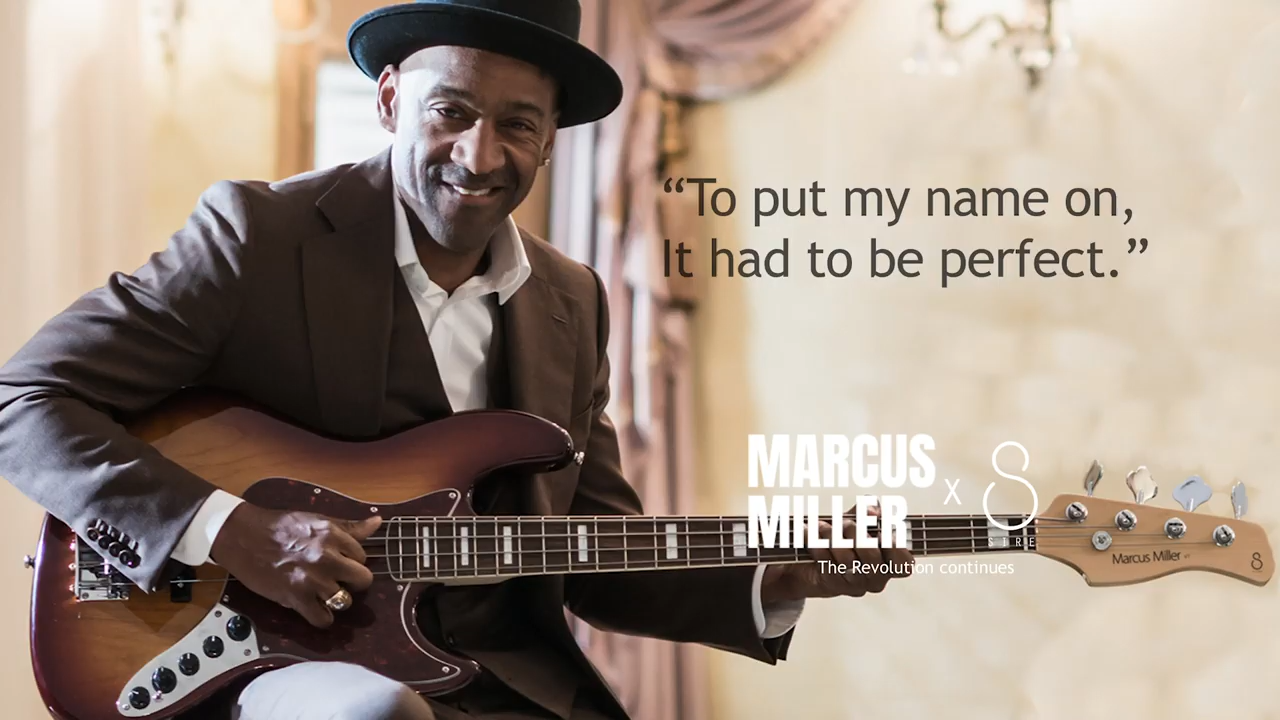 “To put my name on,
It had to be perfect.”
MARCUS
MILLER
X
S
SIRE
The Revolution continues
Marcus Miller